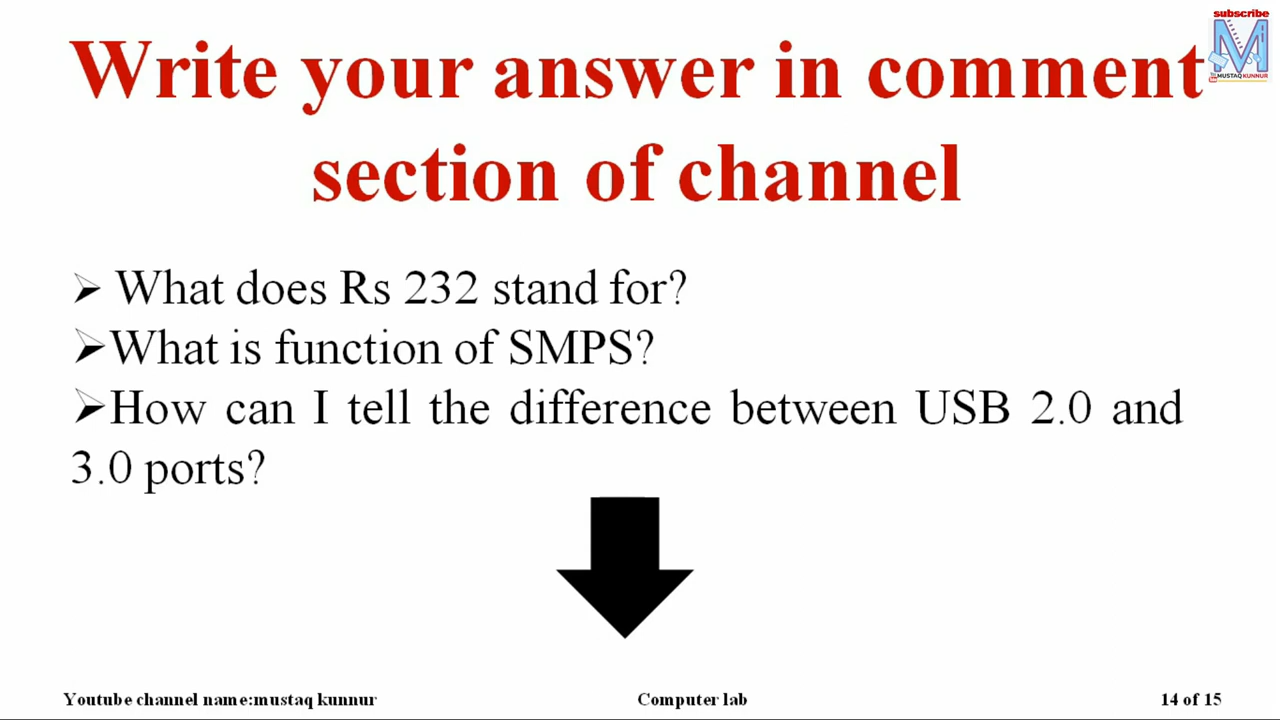 subscribe
M
MUSTAQ KUNNUR
Write your answer in comment
section of channel
➢ What does Rs 232 stand for?
➢What is function of SMPS?
➢How can I tell the difference between USB 2.0 and
3.0 ports?
Youtube channel name:mustaq kunnur
Computer lab
14 of 15